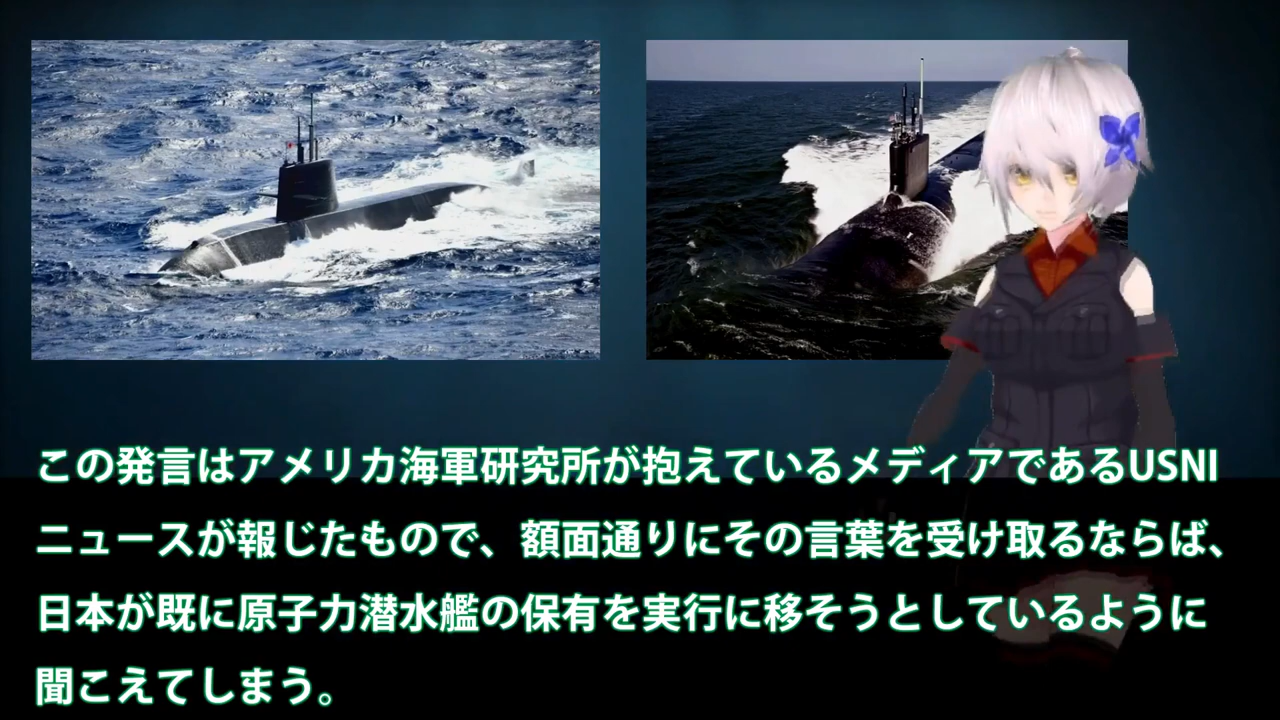 この発言はアメリカ海軍研究所が抱えているメディアであるUSNI
ニュースが報じたもので、額面通りにその言葉を受け取るならば、
日本が既に原子力潜水艦の保有を実行に移そうとしているように
聞こえてしまう。